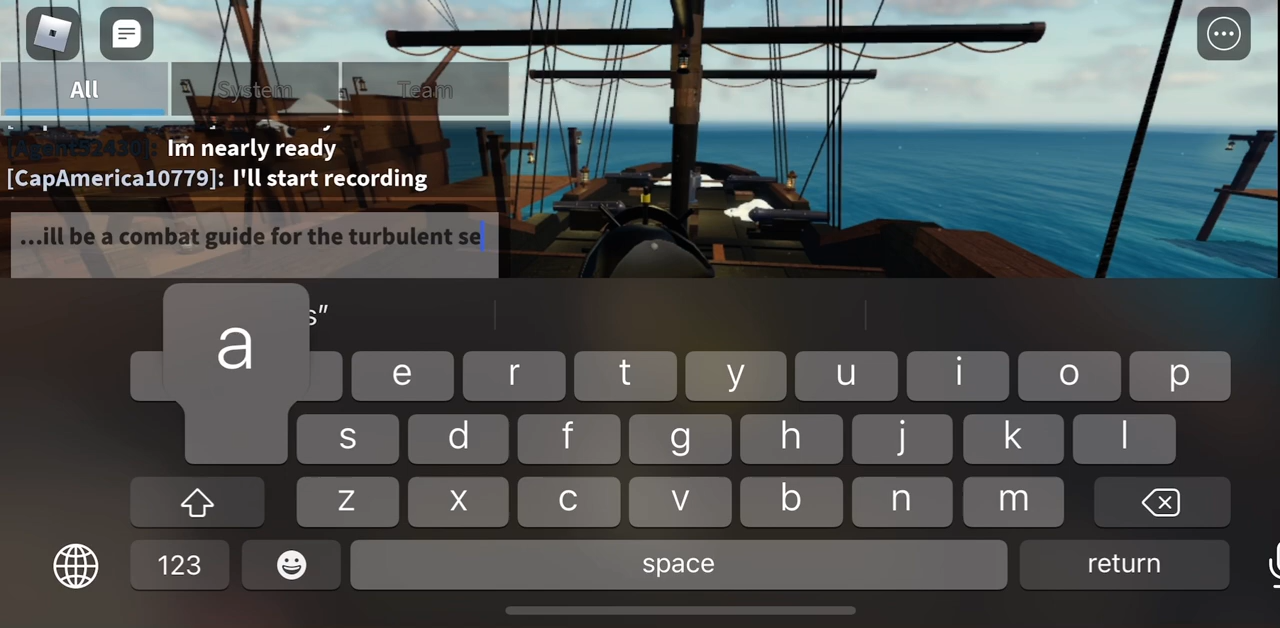 All System Team
[Agent52430]: Im nearly ready
[CapAmerica10779]: I'll start recording
...ill be a combat guide for the turbulent se
s”
a
e r t y u i o p
s d f g h j k l
z x c v b n m
123 space return